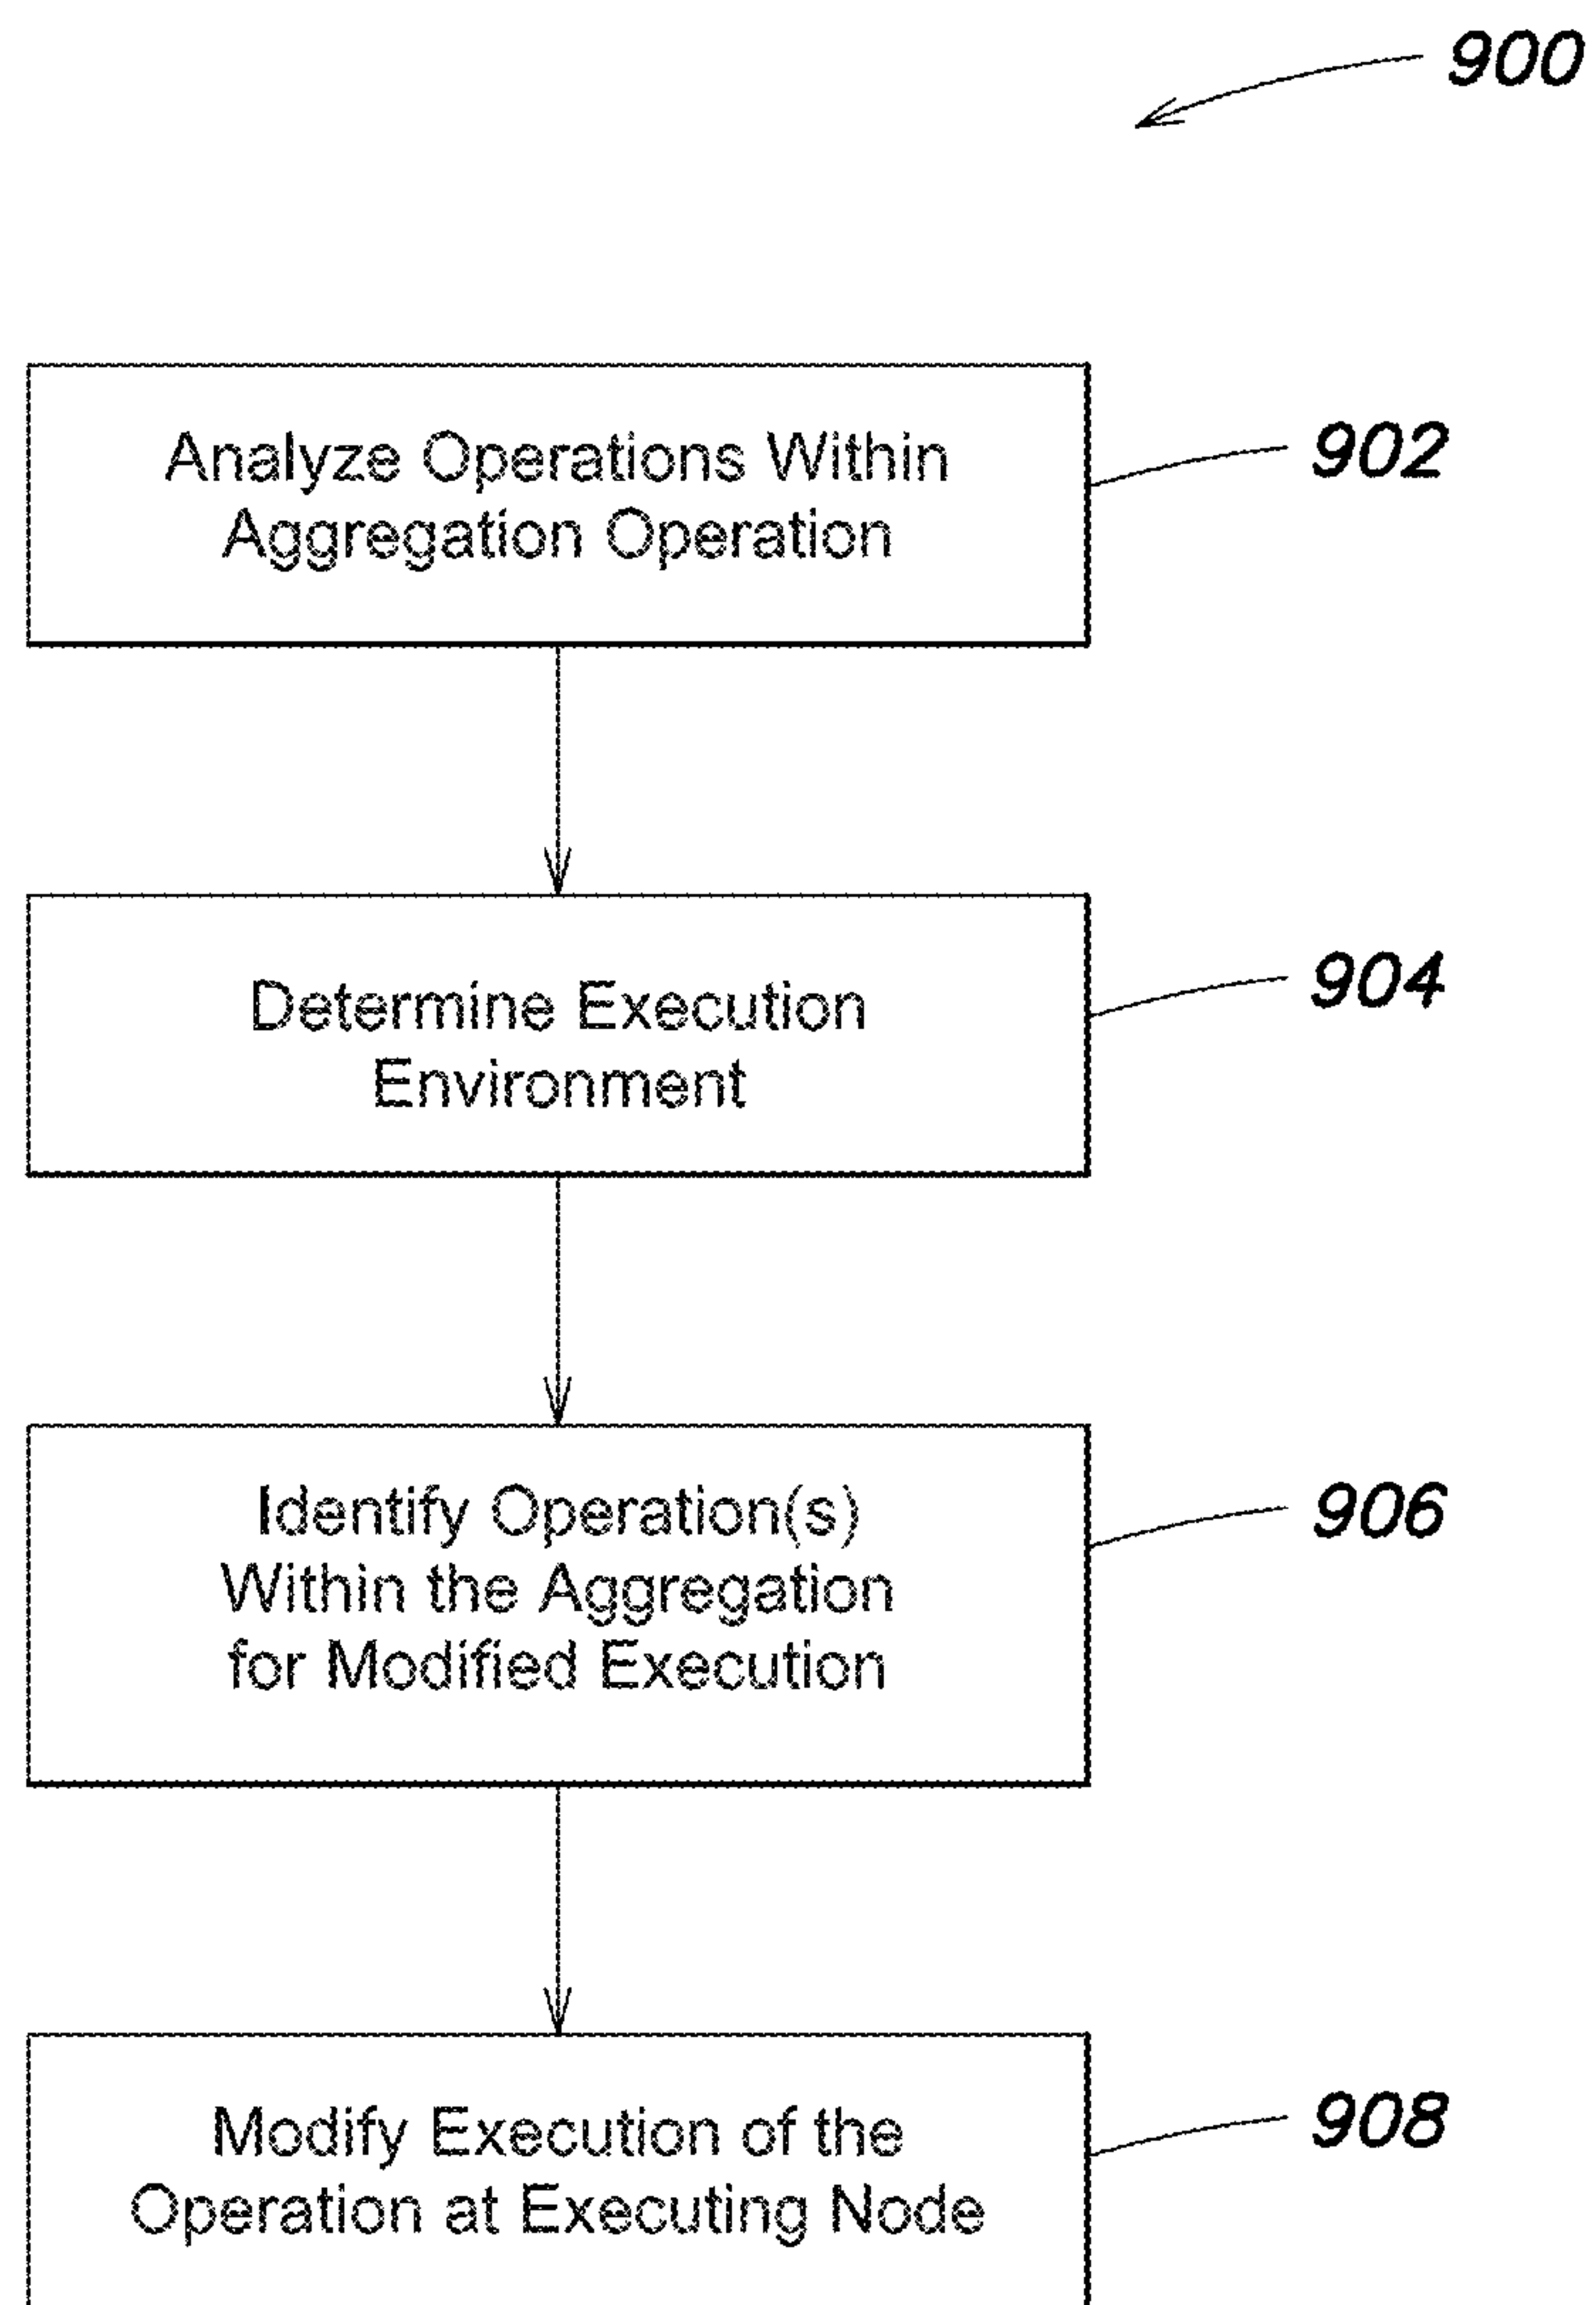 900
Analyze Operations Within
Aggregation Operation
902
Determine Execution
Environment
904
Identify Operation(s)
Within the Aggregation
for Modified Execution
906
Modify Execution of the
Operation at Executing Node
908